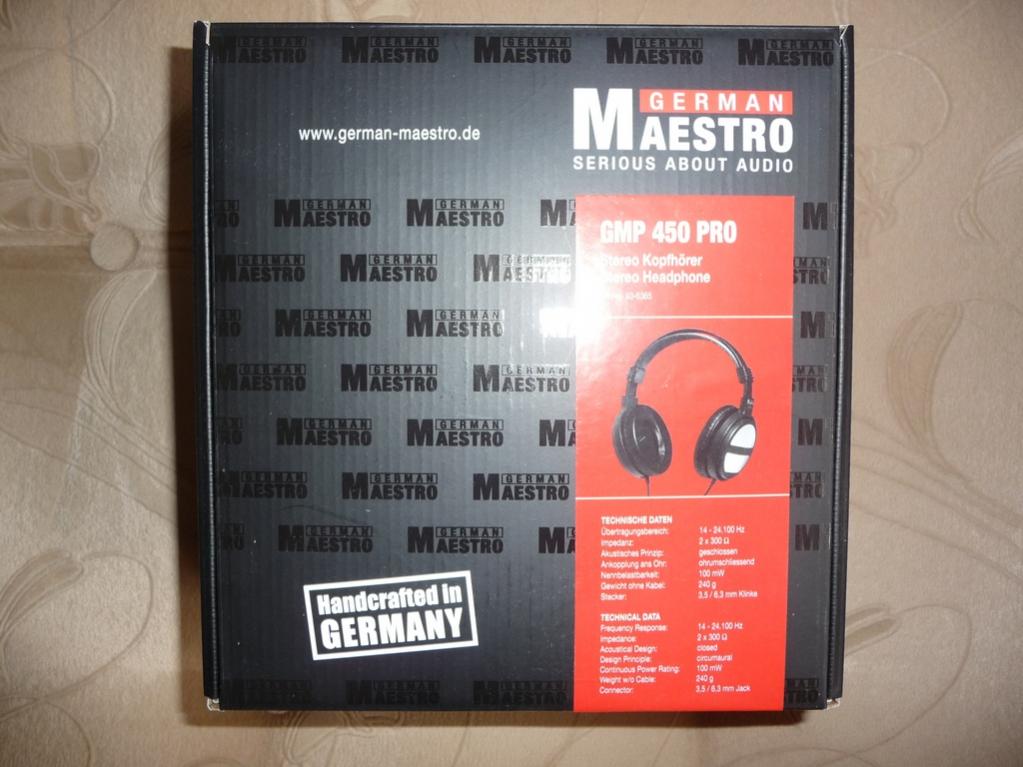 www.german-maestro.de
GERMAN
MAESTRO
SERIOUS ABOUT AUDIO
GMP 450 PRO
Stereo Kopfhörer
Stereo Headphone
TECHNISCHE DATEN
Übertragungsbereich: 14 - 24.100 Hz
Impedanz: 2 x 300 Ω
Akustisches Prinzip: geschlossen
Ankopplung ans Ohr: ohrumschliessend
Nennbelastbarkeit: 100 mW
Gewicht ohne Kabel: 240 g
Stecker: 3,5 / 6,3 mm Klinke
TECHNICAL DATA
Frequency Response: 14 - 24.100 Hz
Impedance: 2 x 300 Ω
Acoustical Design: closed
Design Principle: circumaural
Continuous Power Rating: 100 mW
Weight w/o Cable: 240 g
Connector: 3,5 / 6,3 mm Jack
Handcrafted in
GERMANY